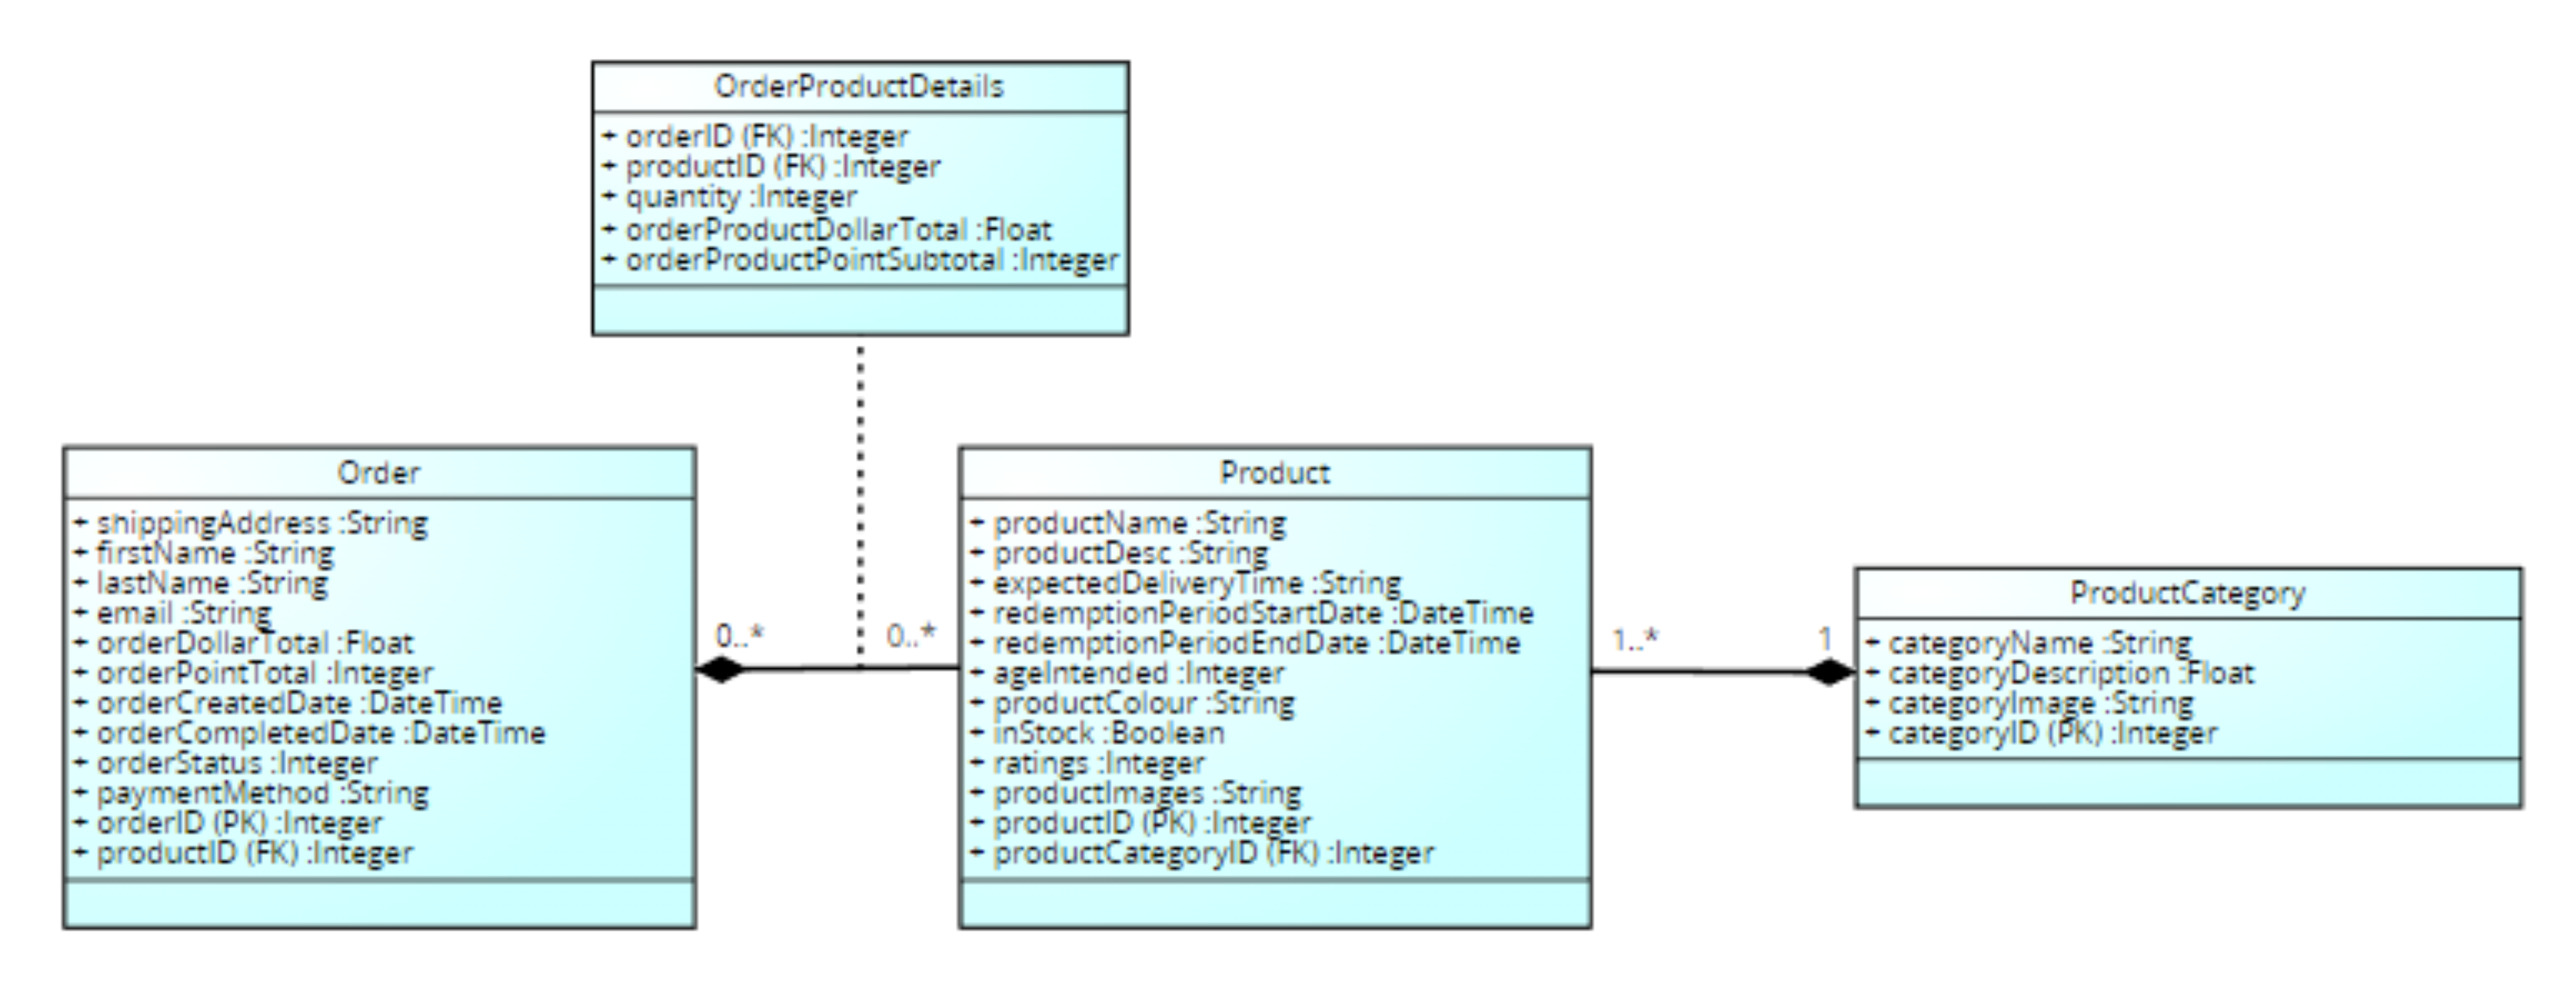 OrderProductDetails
+ orderID (FK) :Integer
+ productID (FK) :Integer
+ quantity :Integer
+ orderProductDollarTotal :Float
+ orderProductPointSubtotal :Integer
Order
+ shippingAddress :String
+ firstName :String
+ lastName :String
+ email :String
+ orderDollarTotal :Float
+ orderPointTotal :Integer
+ orderCreatedDate :DateTime
+ orderCompletedDate :DateTime
+ orderStatus :Integer
+ paymentMethod :String
+ orderID (PK) :Integer
+ productID (FK) :Integer
0..*
0..*
Product
+ productName :String
+ productDesc :String
+ expectedDeliveryTime :String
+ redemptionPeriodStartDate :DateTime
+ redemptionPeriodEndDate :DateTime
+ ageIntended :Integer
+ productColour :String
+ inStock :Boolean
+ ratings :Integer
+ productImages :String
+ productID (PK) :Integer
+ productCategoryID (FK) :Integer
1..*
1
ProductCategory
+ categoryName :String
+ categoryDescription :Float
+ categoryImage :String
+ categoryID (PK) :Integer